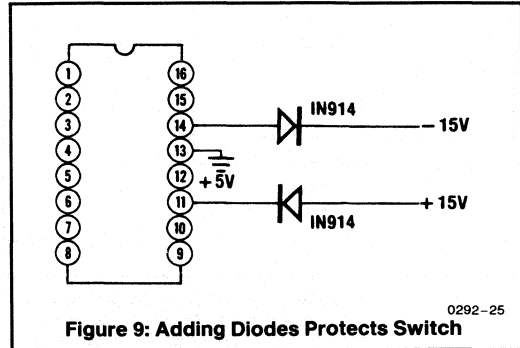 1 16
2 15
3 14 IN914 − 15V
4 13
5 12 + 5V
6 11 + 15V
7 10 IN914
8 9
0292–25
Figure 9: Adding Diodes Protects Switch